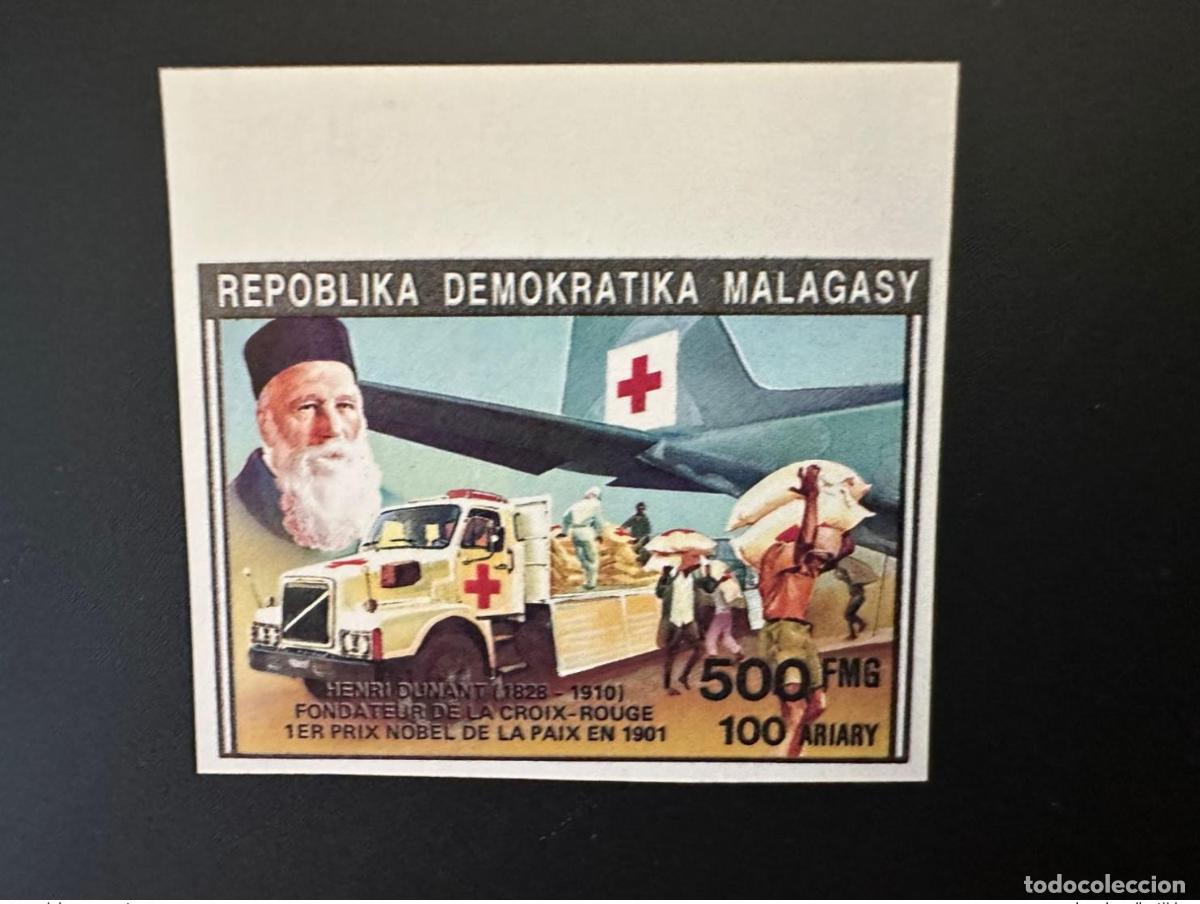 REPOBLIKA DEMOKRATIKA MALAGASY
HENRI DUNANT (1828 - 1910)
FONDATEUR DE LA CROIX-ROUGE
1ER PRIX NOBEL DE LA PAIX EN 1901
500 FMG
100 ARIARY
todocoleccion